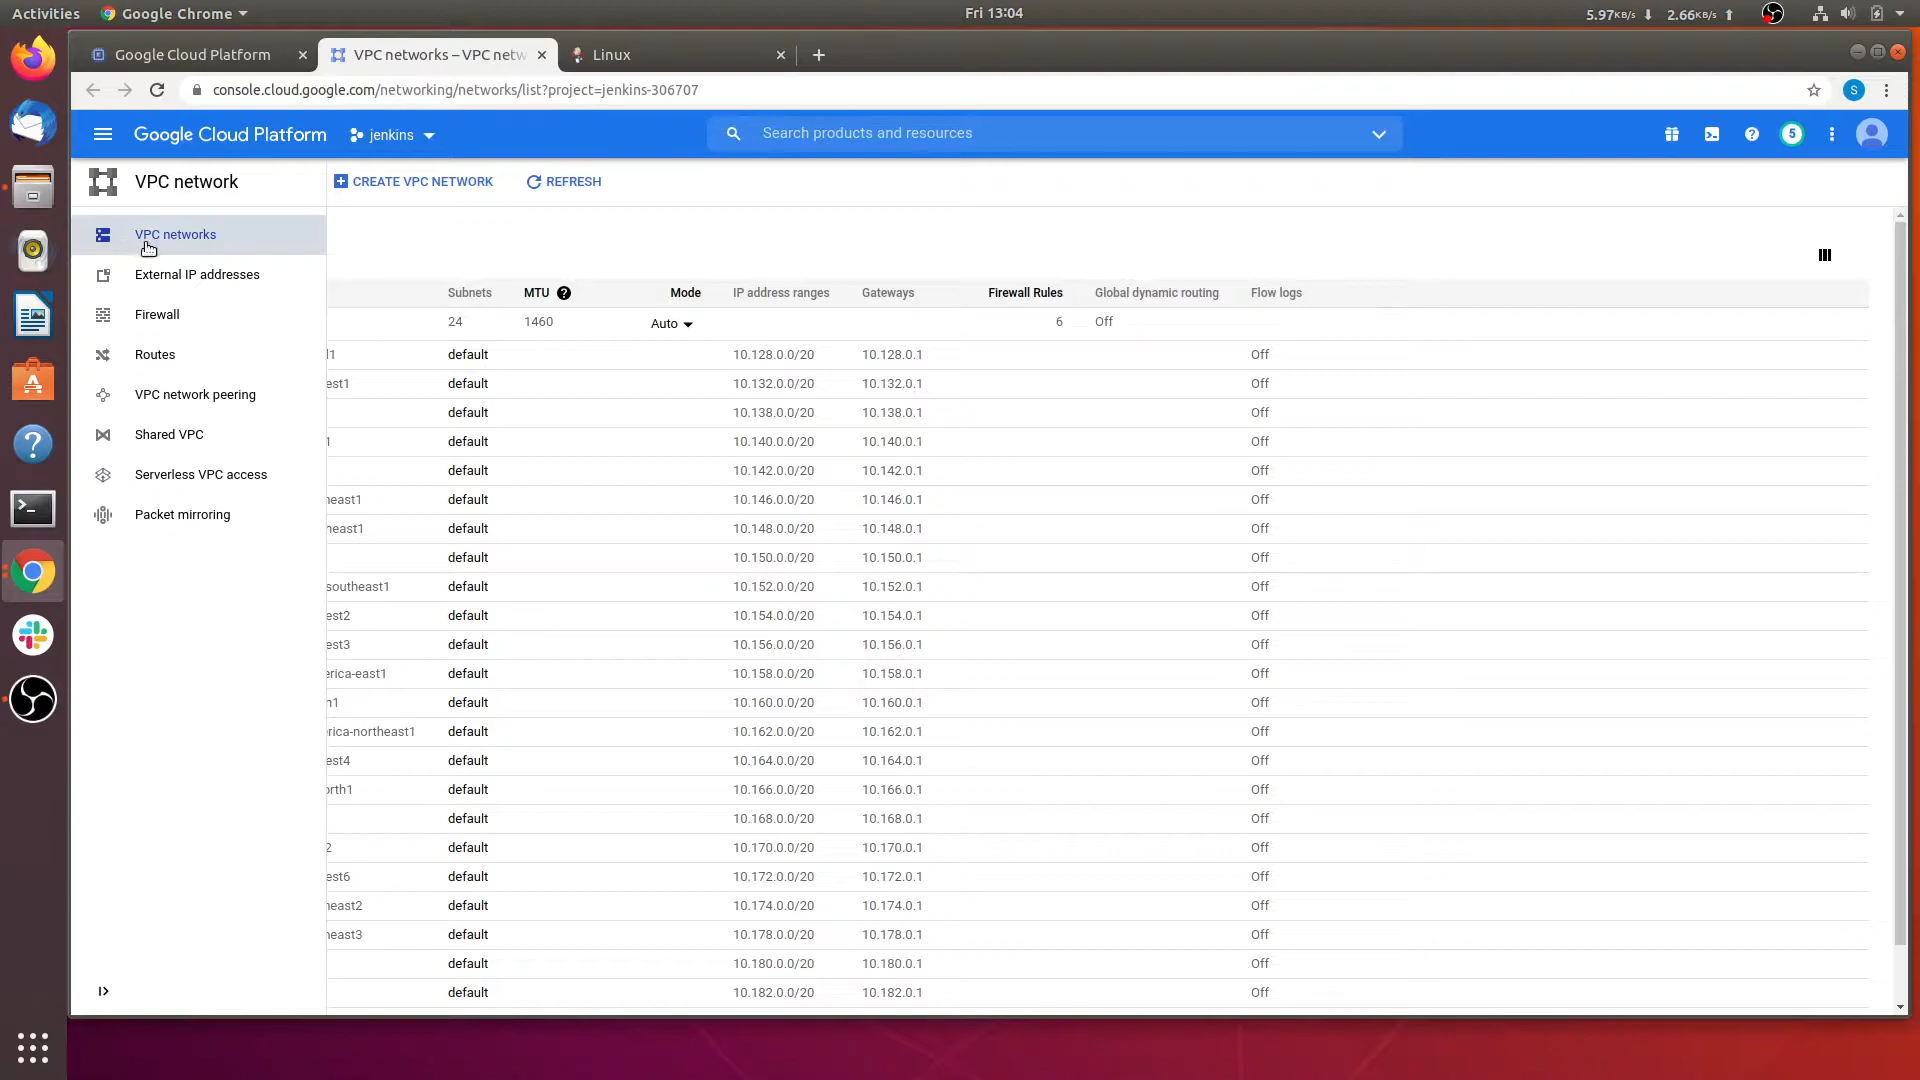 Activities Google Chrome Fri 13:04 5.97KB/s 2.66KB/s
Google Cloud Platform VPC networks – VPC netw Linux
console.cloud.google.com/networking/networks/list?project=jenkins-306707 S
Google Cloud Platform jenkins Search products and resources 5
VPC network CREATE VPC NETWORK REFRESH
VPC networks
External IP addresses
Firewall
Routes
VPC network peering
Shared VPC
Serverless VPC access
Packet mirroring
Subnets MTU Mode IP address ranges Gateways Firewall Rules Global dynamic routing Flow logs
24 1460 Auto 6 Off
l1 default 10.128.0.0/20 10.128.0.1 Off
est1 default 10.132.0.0/20 10.132.0.1 Off
default 10.138.0.0/20 10.138.0.1 Off
1 default 10.140.0.0/20 10.140.0.1 Off
default 10.142.0.0/20 10.142.0.1 Off
neast1 default 10.146.0.0/20 10.146.0.1 Off
heast1 default 10.148.0.0/20 10.148.0.1 Off
default 10.150.0.0/20 10.150.0.1 Off
southeast1 default 10.152.0.0/20 10.152.0.1 Off
est2 default 10.154.0.0/20 10.154.0.1 Off
est3 default 10.156.0.0/20 10.156.0.1 Off
erica-east1 default 10.158.0.0/20 10.158.0.1 Off
h1 default 10.160.0.0/20 10.160.0.1 Off
erica-northeast1 default 10.162.0.0/20 10.162.0.1 Off
est4 default 10.164.0.0/20 10.164.0.1 Off
orth1 default 10.166.0.0/20 10.166.0.1 Off
default 10.168.0.0/20 10.168.0.1 Off
2 default 10.170.0.0/20 10.170.0.1 Off
est6 default 10.172.0.0/20 10.172.0.1 Off
heast2 default 10.174.0.0/20 10.174.0.1 Off
heast3 default 10.178.0.0/20 10.178.0.1 Off
default 10.180.0.0/20 10.180.0.1 Off
default 10.182.0.0/20 10.182.0.1 Off